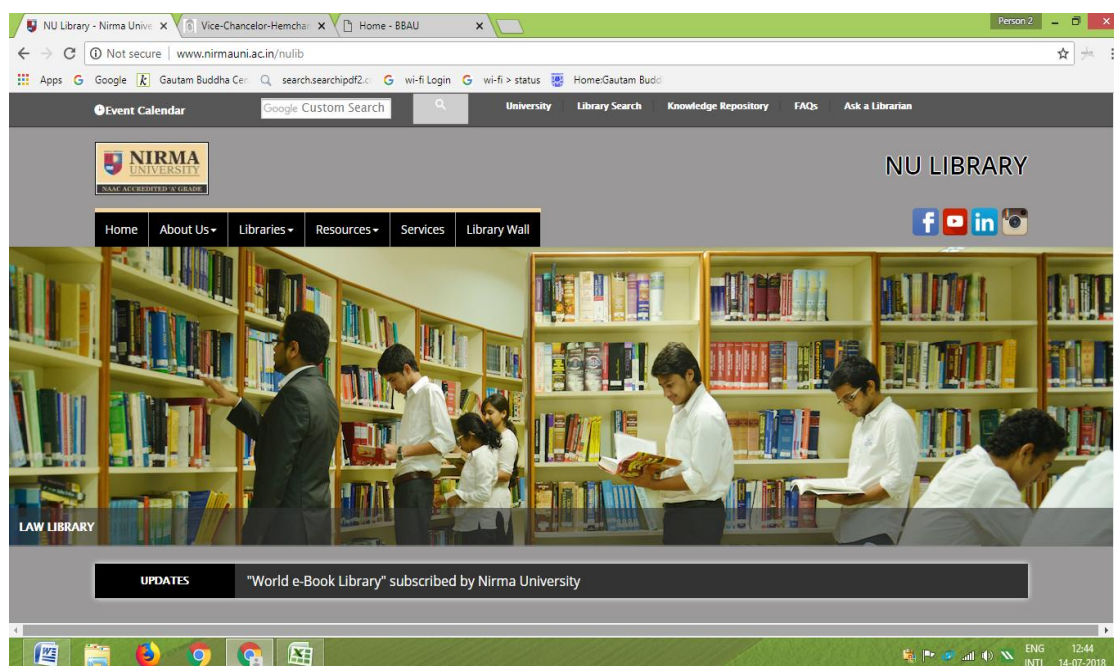 NU Library - Nirma Unive
Vice-Chancelor-Hemcha
Home - BBAU
Person 2
Not secure | www.nirmauni.ac.in/nulib
Apps
Google
Gautam Buddha Cen
search.searchipdf2.c
wi-fi Login
wi-fi > status
Home:Gautam Budd
Event Calendar
Google Custom Search
University
Library Search
Knowledge Repository
FAQs
Ask a Librarian
NIRMA
UNIVERSITY
NAAC ACCREDITED 'A' GRADE
NU LIBRARY
Home
About Us
Libraries
Resources
Services
Library Wall
LAW LIBRARY
UPDATES
"World e-Book Library" subscribed by Nirma University
ENG
INTL
12:44
14-07-2018